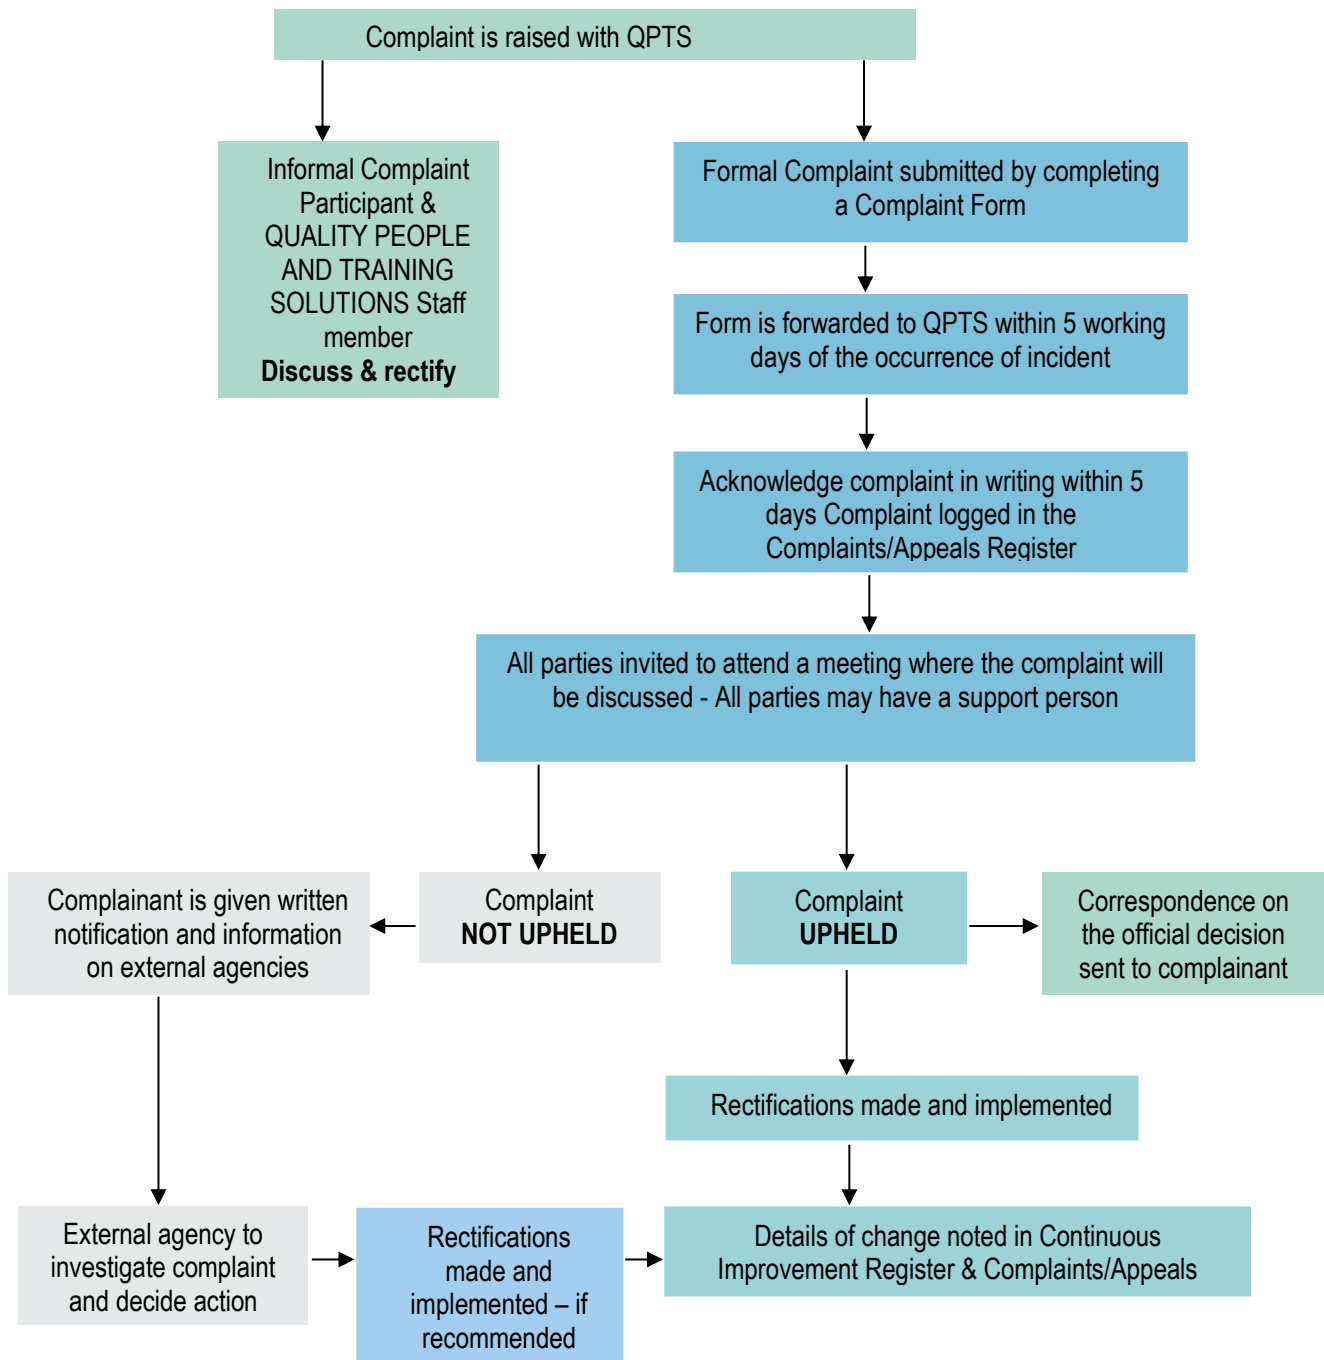 Complaint is raised with QPTS
Informal Complaint
Participant &
QUALITY PEOPLE
AND TRAINING
SOLUTIONS Staff
member
Discuss & rectify
Formal Complaint submitted by completing
a Complaint Form
Form is forwarded to QPTS within 5 working
days of the occurrence of incident
Acknowledge complaint in writing within 5
days Complaint logged in the
Complaints/Appeals Register
All parties invited to attend a meeting where the complaint will
be discussed - All parties may have a support person
Complainant is given written
notification and information
on external agencies
Complaint
NOT UPHELD
Complaint
UPHELD
Correspondence on
the official decision
sent to complainant
Rectifications made and implemented
External agency to
investigate complaint
and decide action
Rectifications
made and
implemented – if
recommended
Details of change noted in Continuous
Improvement Register & Complaints/Appeals